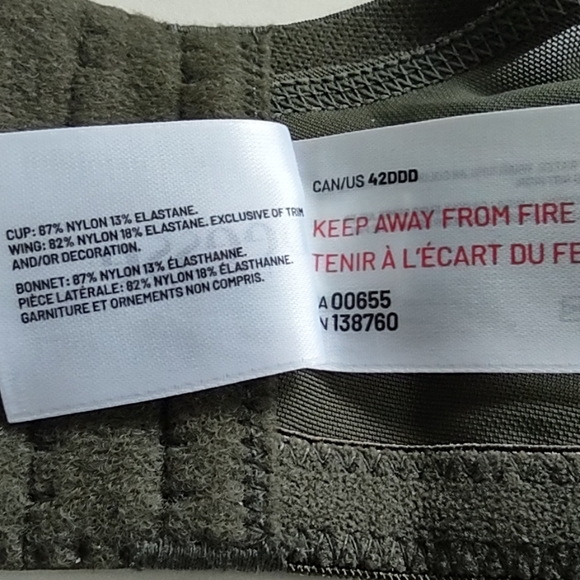 CUP: 87% NYLON 13% ELASTANE.
WING: 82% NYLON 18% ELASTANE. EXCLUSIVE OF TRIM
AND/OR DECORATION.
BONNET: 87% NYLON 13% ÉLASTHANNE.
PIÈCE LATÉRALE: 82% NYLON 18% ÉLASTHANNE.
GARNITURE ET ORNEMENTS NON COMPRIS.
CAN/US 42DDD
KEEP AWAY FROM FIRE
TENIR À L'ÉCART DU FE
A 00655
N 138760